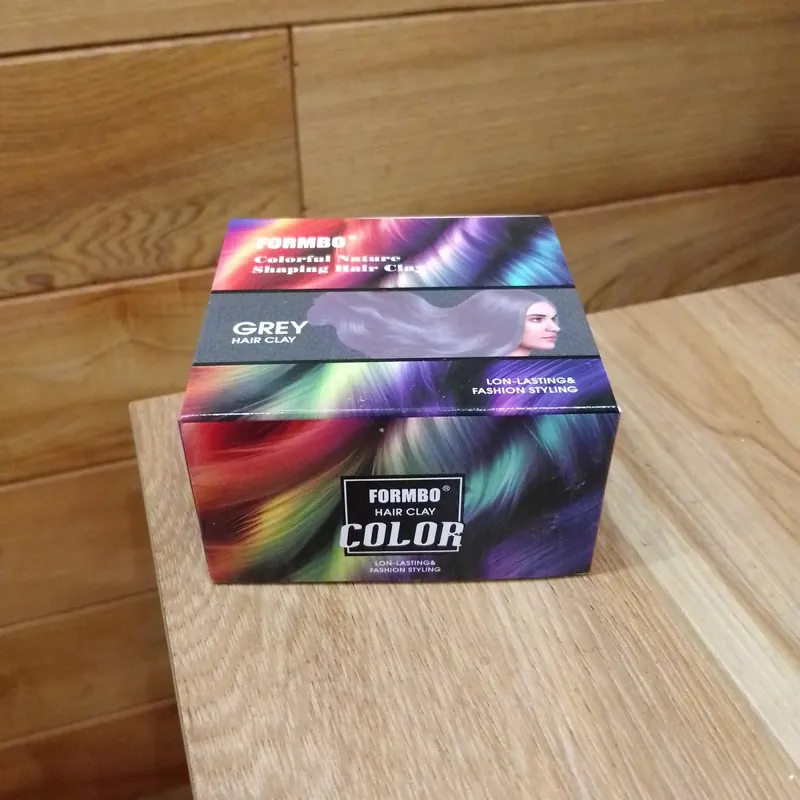 FORMBO®
Colorful Nature
Shaping Hair Clay
GREY
HAIR CLAY
LON-LASTING&
FASHION STYLING
FORMBO®
HAIR CLAY
COLOR
LON-LASTING&
FASHION STYLING